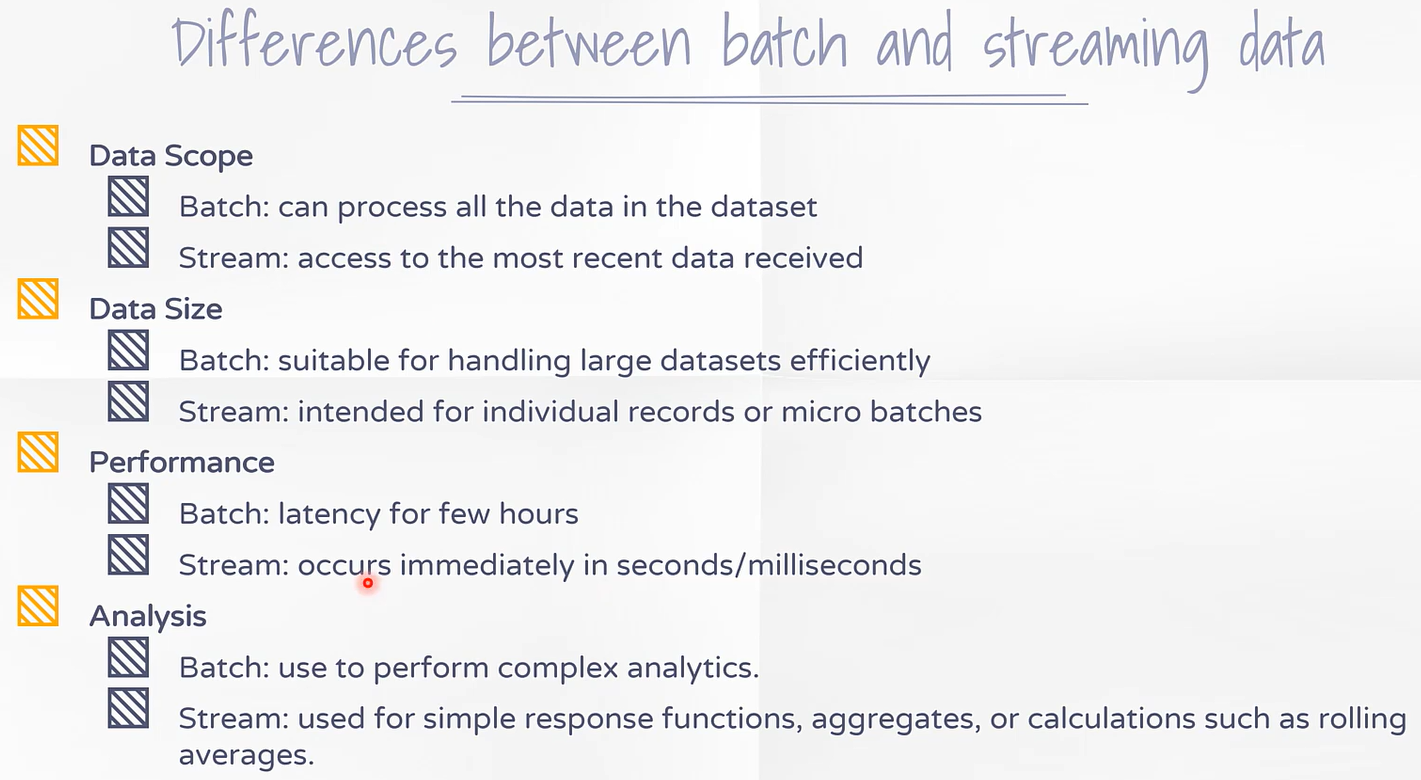 Differences between batch and streaming data
Data Scope
Batch: can process all the data in the dataset
Stream: access to the most recent data received
Data Size
Batch: suitable for handling large datasets efficiently
Stream: intended for individual records or micro batches
Performance
Batch: latency for few hours
Stream: occurs immediately in seconds/milliseconds
Analysis
Batch: use to perform complex analytics.
Stream: used for simple response functions, aggregates, or calculations such as rolling
averages.